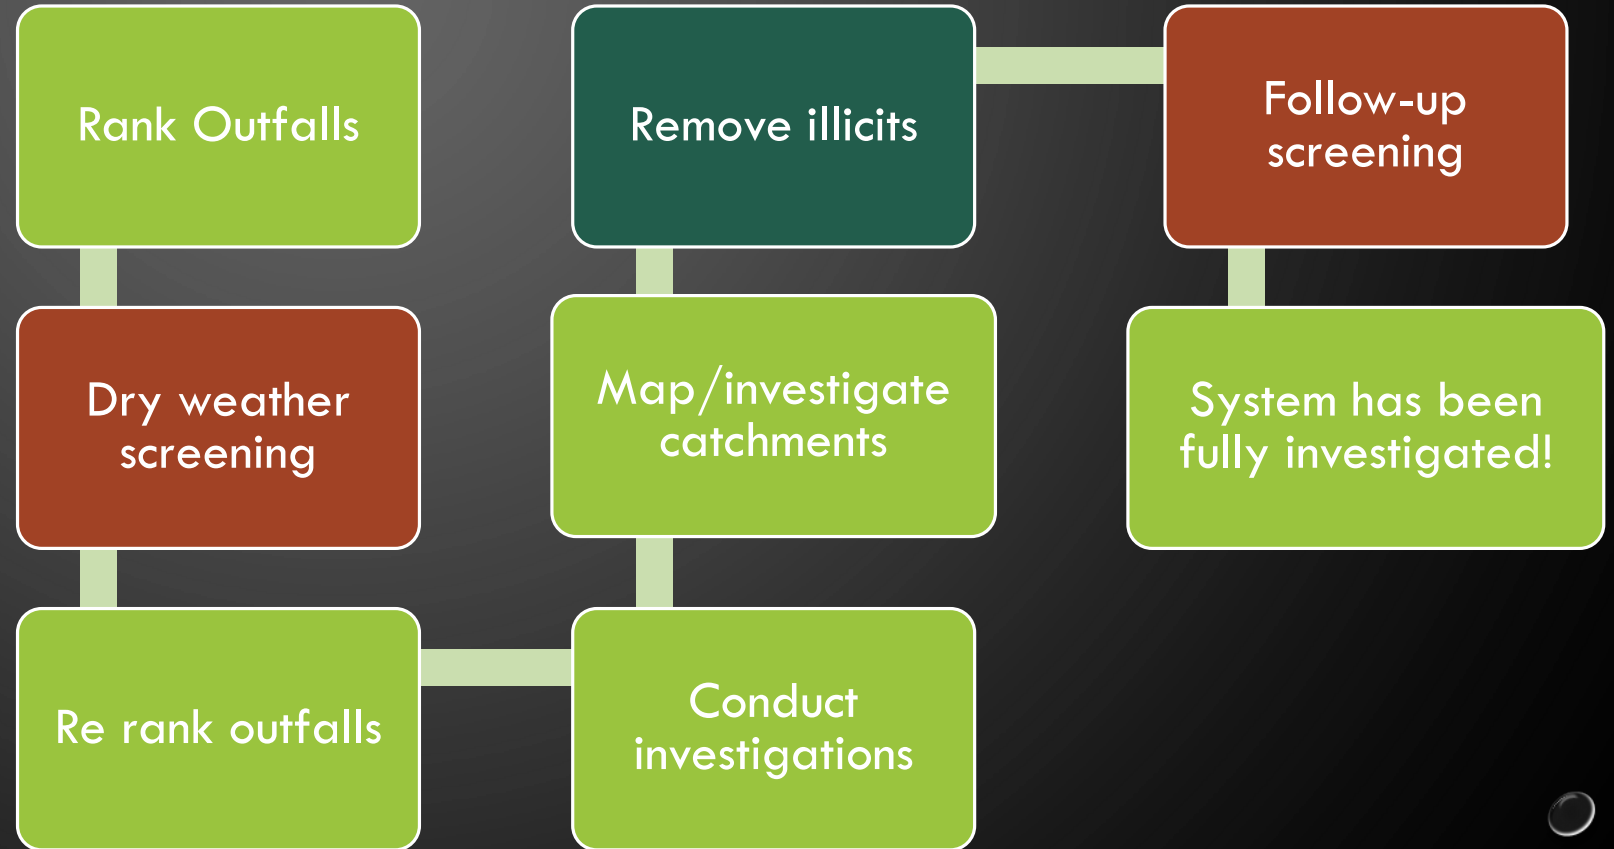 Rank Outfalls
Dry weather
screening
Re rank outfalls
Conduct
investigations
Map/investigate
catchments
Remove illicits
Follow-up
screening
System has been
fully investigated!